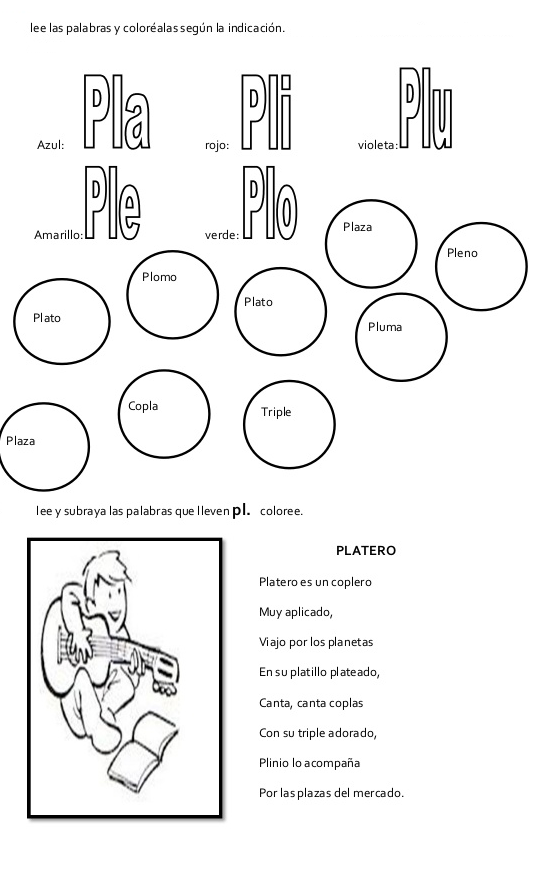 lee las palabras y coloréalas según la indicación.
Azul: Pla rojo: Pli violeta: Plu
Amarillo: Ple verde: Plo
Plaza
Pleno
Plomo
Plato
Plato
Pluma
Copla
Triple
Plaza
lee y subraya las palabras que lleven pl. coloree.
PLATERO
Platero es un coplero
Muy aplicado,
Viajo por los planetas
En su platillo plateado,
Canta, canta coplas
Con su triple adorado,
Plinio lo acompaña
Por las plazas del mercado.